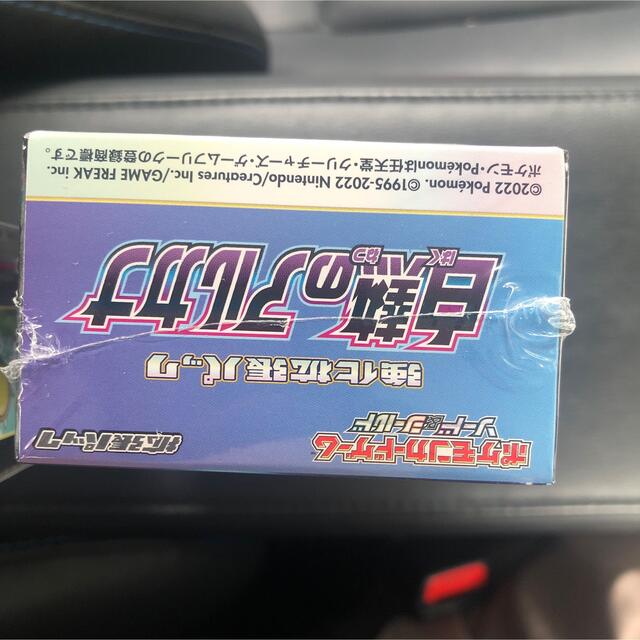 ポケモンカードゲーム
ソード&シールド
拡張パック
強化拡張パック
白熱のアルカナ
はく ねつ
©2022 Pokémon. ©1995-2022 Nintendo/Creatures Inc./GAME FREAK inc.
ポケモン・Pokémonは任天堂・クリーチャーズ・ゲームフリークの登録商標です。